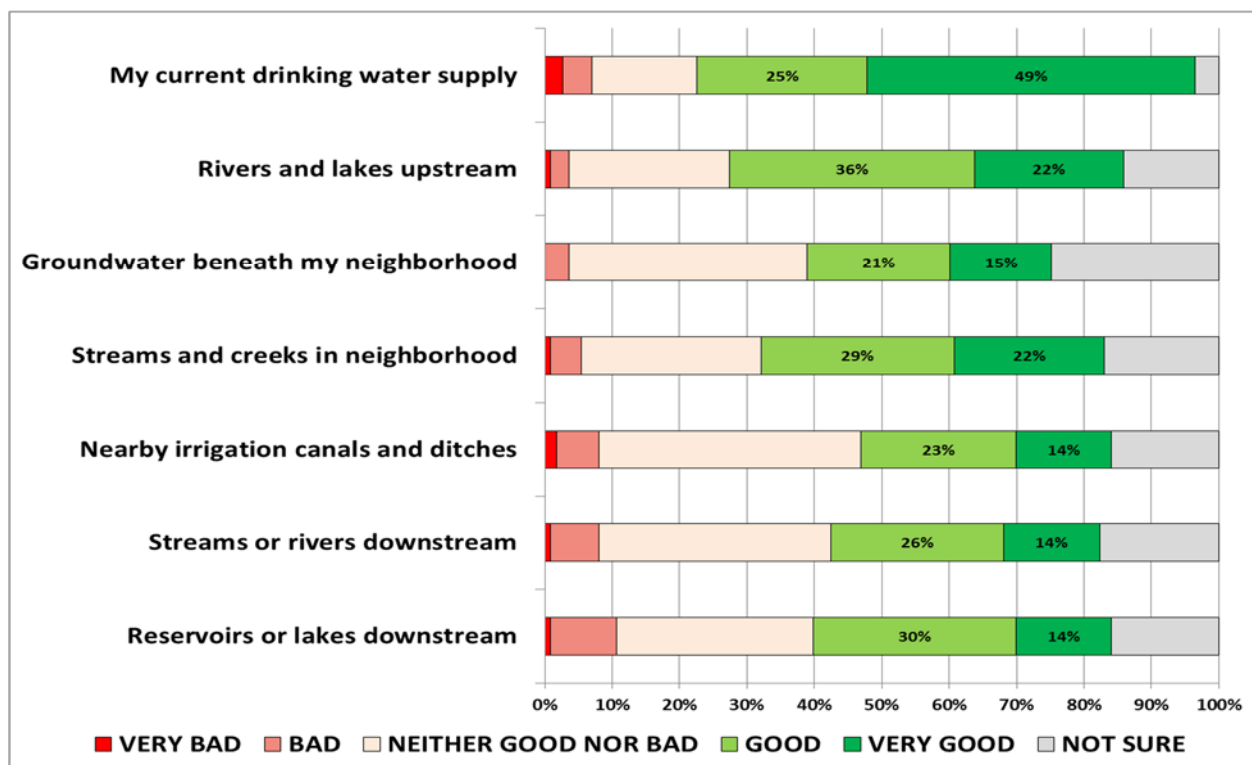 My current drinking water supply 25% 49%
Rivers and lakes upstream 36% 22%
Groundwater beneath my neighborhood 21% 15%
Streams and creeks in neighborhood 29% 22%
Nearby irrigation canals and ditches 23% 14%
Streams or rivers downstream 26% 14%
Reservoirs or lakes downstream 30% 14%
0% 10% 20% 30% 40% 50% 60% 70% 80% 90% 100%
VERY BAD BAD NEITHER GOOD NOR BAD GOOD VERY GOOD NOT SURE